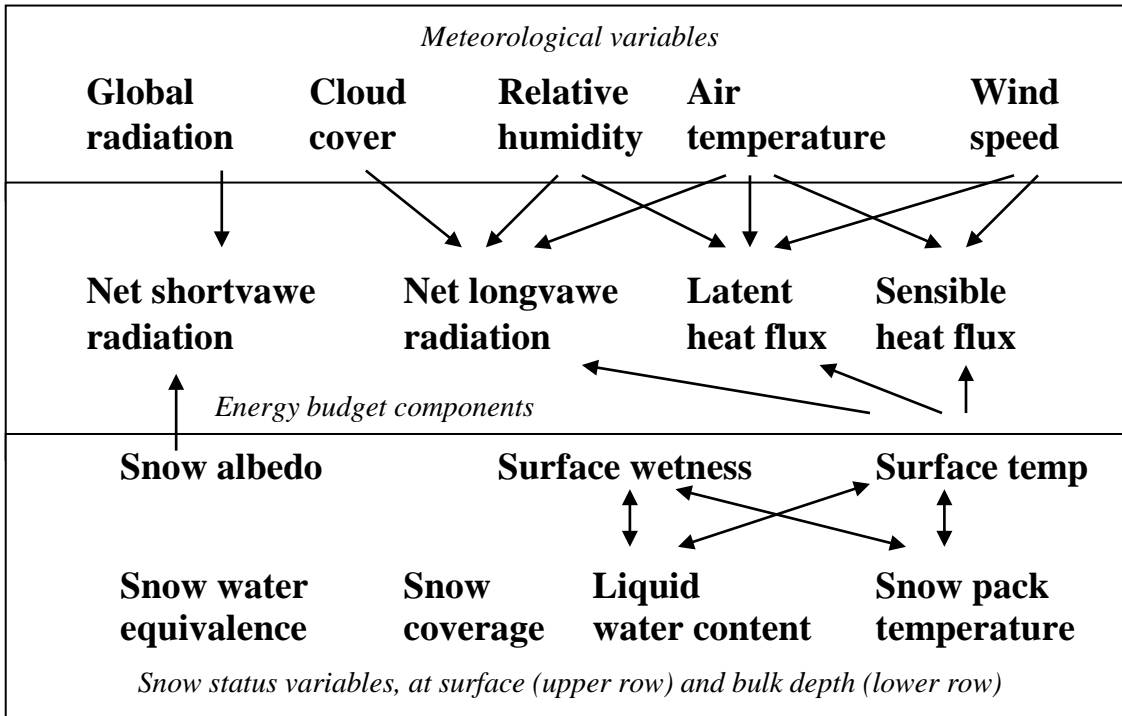 Meteorological variables
Global Cloud Relative Air Wind
radiation cover humidity temperature speed
Net shortvawe Net longvawe Latent Sensible
radiation radiation heat flux heat flux
Energy budget components
Snow albedo Surface wetness Surface temp
Snow water Snow Liquid Snow pack
equivalence coverage water content temperature
Snow status variables, at surface (upper row) and bulk depth (lower row)